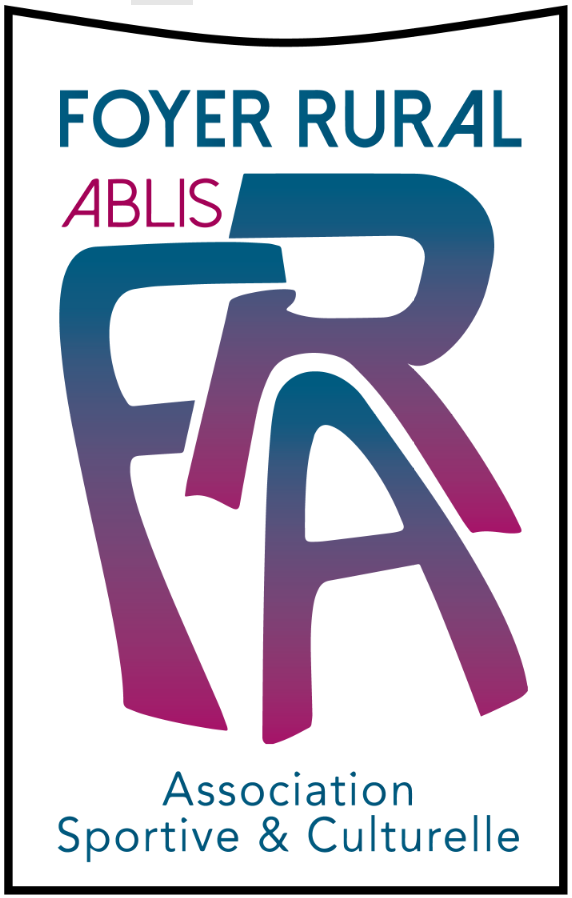 FOYER RURAL
ABLIS
FRA
Association
Sportive & Culturelle